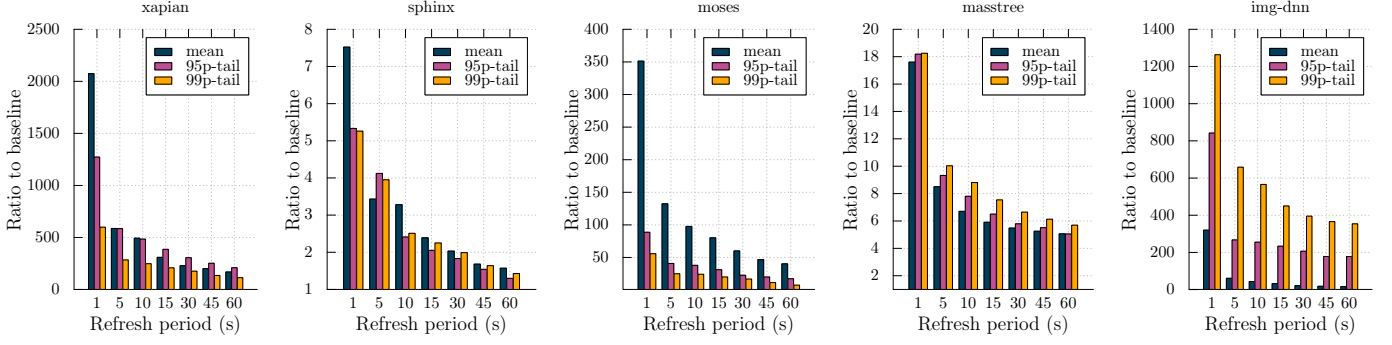 xapian
2500
2000
1500
1000
500
0
Ratio to baseline
mean
95p-tail
99p-tail
1 5 10 15 30 45 60
Refresh period (s)
sphinx
8
7
6
5
4
3
2
1
Ratio to baseline
mean
95p-tail
99p-tail
1 5 10 15 30 45 60
Refresh period (s)
moses
400
350
300
250
200
150
100
50
Ratio to baseline
mean
95p-tail
99p-tail
1 5 10 15 30 45 60
Refresh period (s)
masstree
20
18
16
14
12
10
8
6
4
2
Ratio to baseline
mean
95p-tail
99p-tail
1 5 10 15 30 45 60
Refresh period (s)
img-dnn
1400
1200
1000
800
600
400
200
0
Ratio to baseline
mean
95p-tail
99p-tail
1 5 10 15 30 45 60
Refresh period (s)